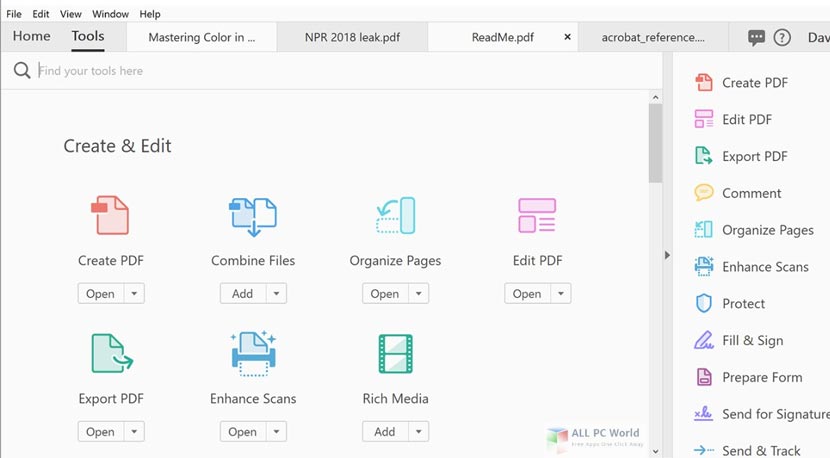 File Edit View Window Help
Home Tools Mastering Color in ... NPR 2018 leak.pdf ReadMe.pdf × acrobat_reference.... ? Dav
Find your tools here
Create & Edit
Create PDF Combine Files Organize Pages Edit PDF
Open Add Open Open
Export PDF Enhance Scans Rich Media
Open Open Add
Create PDF
Edit PDF
Export PDF
Comment
Organize Pages
Enhance Scans
Protect
Fill & Sign
Prepare Form
Send for Signature
Send & Track
ALL PC World
Free Apps One Click Away